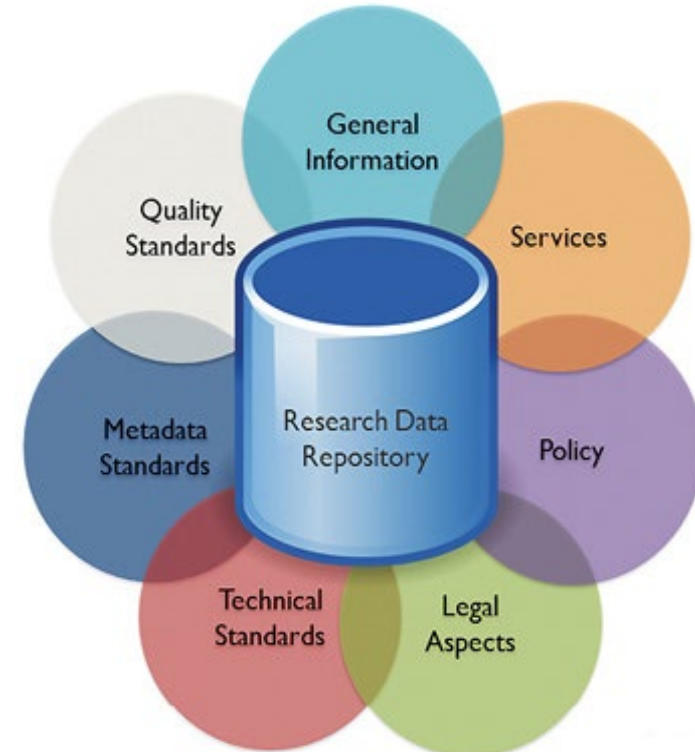 General
Information
Quality
Standards
Services
Research Data
Repository
Metadata
Standards
Policy
Technical
Standards
Legal
Aspects